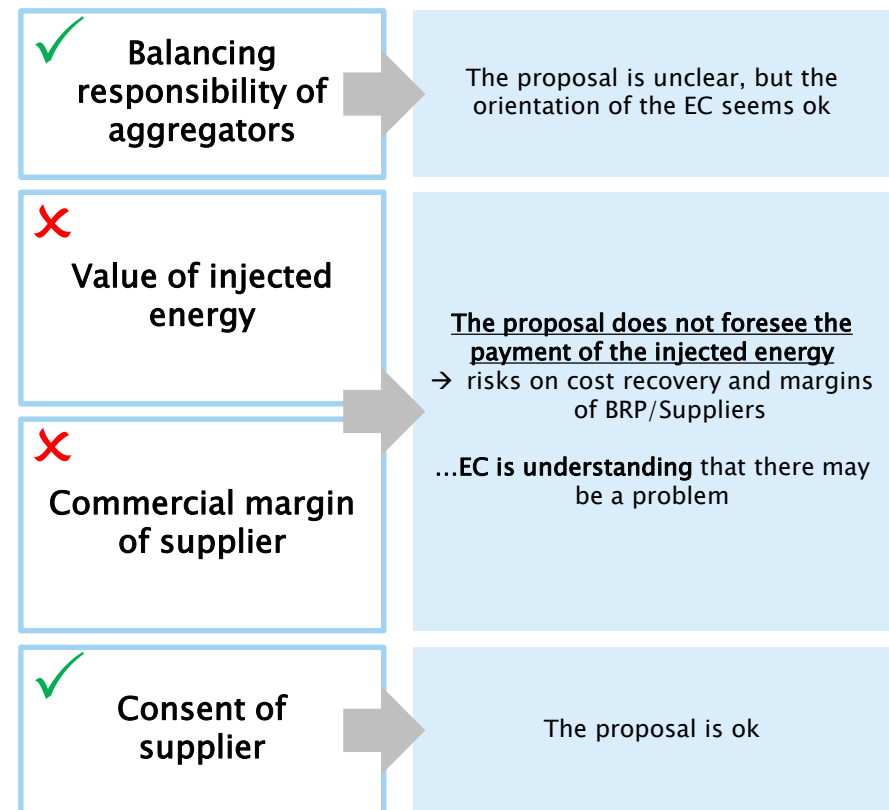 Balancing
responsibility of
aggregators
The proposal is unclear, but the
orientation of the EC seems ok
Value of injected
energy
Commercial margin
of supplier
The proposal does not foresee the
payment of the injected energy
→ risks on cost recovery and margins
of BRP/Suppliers
...EC is understanding that there may
be a problem
Consent of
supplier
The proposal is ok